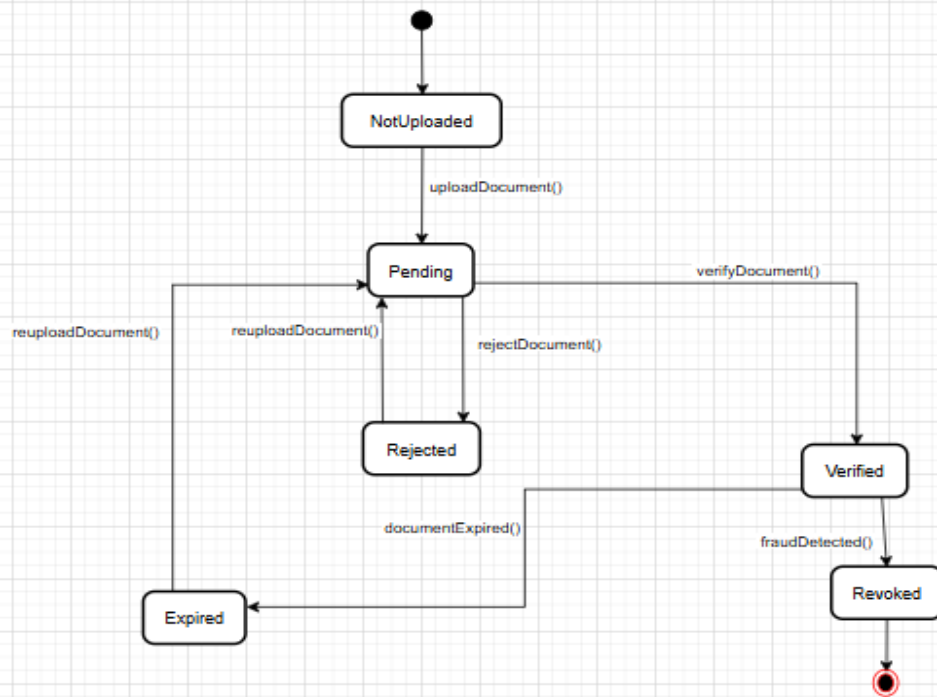 NotUploaded
uploadDocument()
Pending
verifyDocument()
reuploadDocument()
reuploadDocument()
rejectDocument()
Rejected
Verified
documentExpired()
fraudDetected()
Revoked
Expired